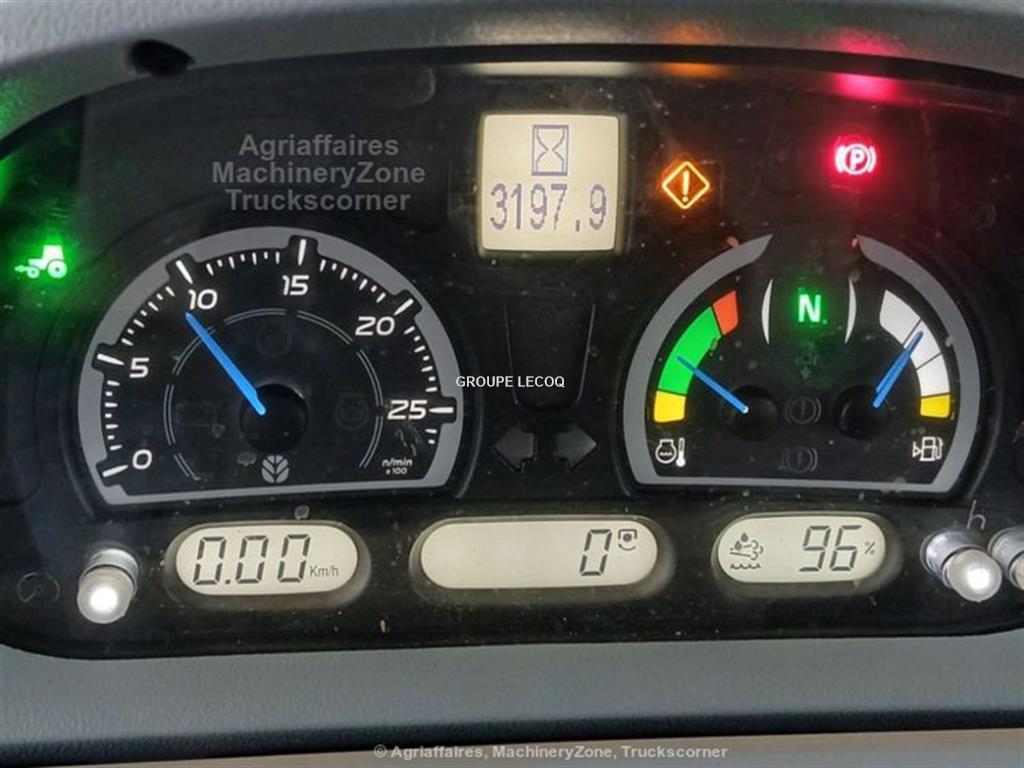 Agriaffaires
MachineryZone
Truckscorner
3197.9
P
0
5
10
15
20
25
n/min
x 100
N
GROUPE LECOQ
0.00 Km/h
0
96 %
h
© Agriaffaires, MachineryZone, Truckscorner